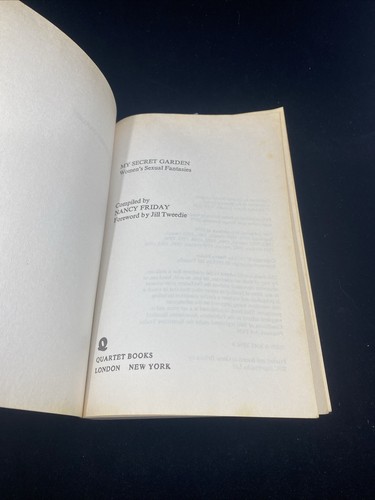 MY SECRET GARDEN
Women's Sexual Fantasies
Compiled by
NANCY FRIDAY
Foreword by Jill Tweedie
Q
QUARTET BOOKS
LONDON NEW YORK